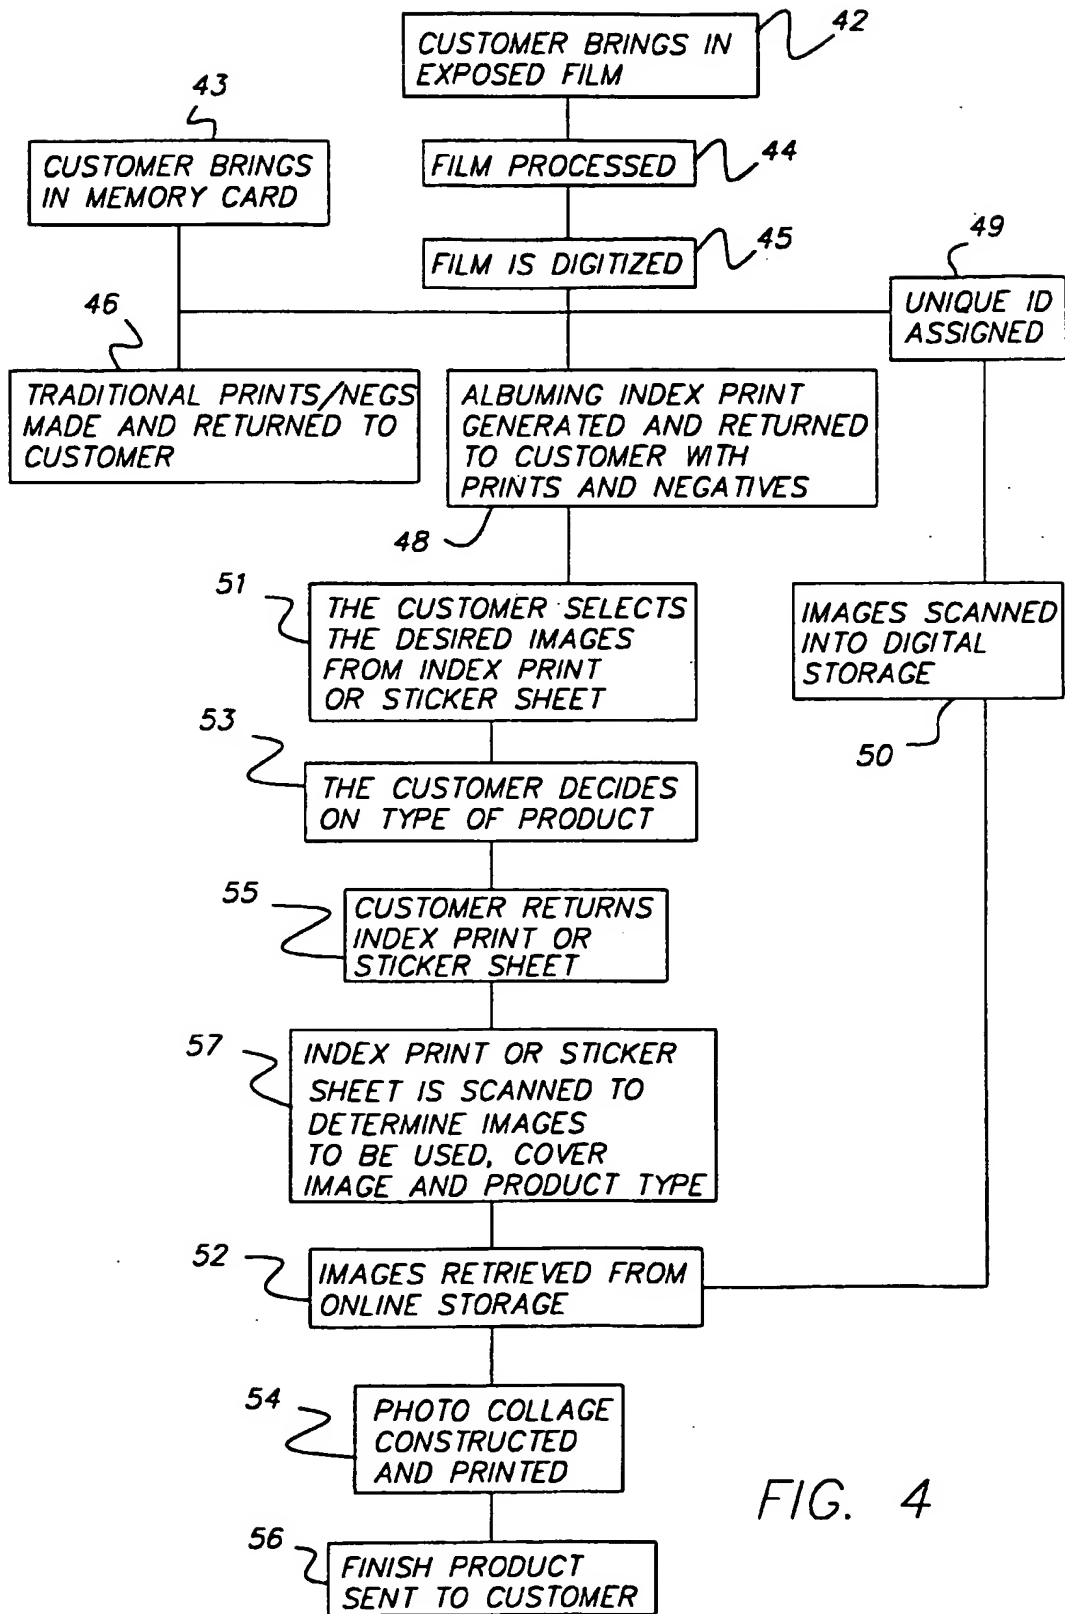 42
CUSTOMER BRINGS IN
EXPOSED FILM
43
CUSTOMER BRINGS
IN MEMORY CARD
44
FILM PROCESSED
45
FILM IS DIGITIZED
49
UNIQUE ID
ASSIGNED
46
TRADITIONAL PRINTS/NEGS
MADE AND RETURNED TO
CUSTOMER
ALBUMING INDEX PRINT
GENERATED AND RETURNED
TO CUSTOMER WITH
PRINTS AND NEGATIVES
48
51
THE CUSTOMER SELECTS
THE DESIRED IMAGES
FROM INDEX PRINT
OR STICKER SHEET
IMAGES SCANNED
INTO DIGITAL
STORAGE
50
53
THE CUSTOMER DECIDES
ON TYPE OF PRODUCT
55
CUSTOMER RETURNS
INDEX PRINT OR
STICKER SHEET
57
INDEX PRINT OR STICKER
SHEET IS SCANNED TO
DETERMINE IMAGES
TO BE USED, COVER
IMAGE AND PRODUCT TYPE
52
IMAGES RETRIEVED FROM
ONLINE STORAGE
54
PHOTO COLLAGE
CONSTRUCTED
AND PRINTED
FIG. 4
56
FINISH PRODUCT
SENT TO CUSTOMER